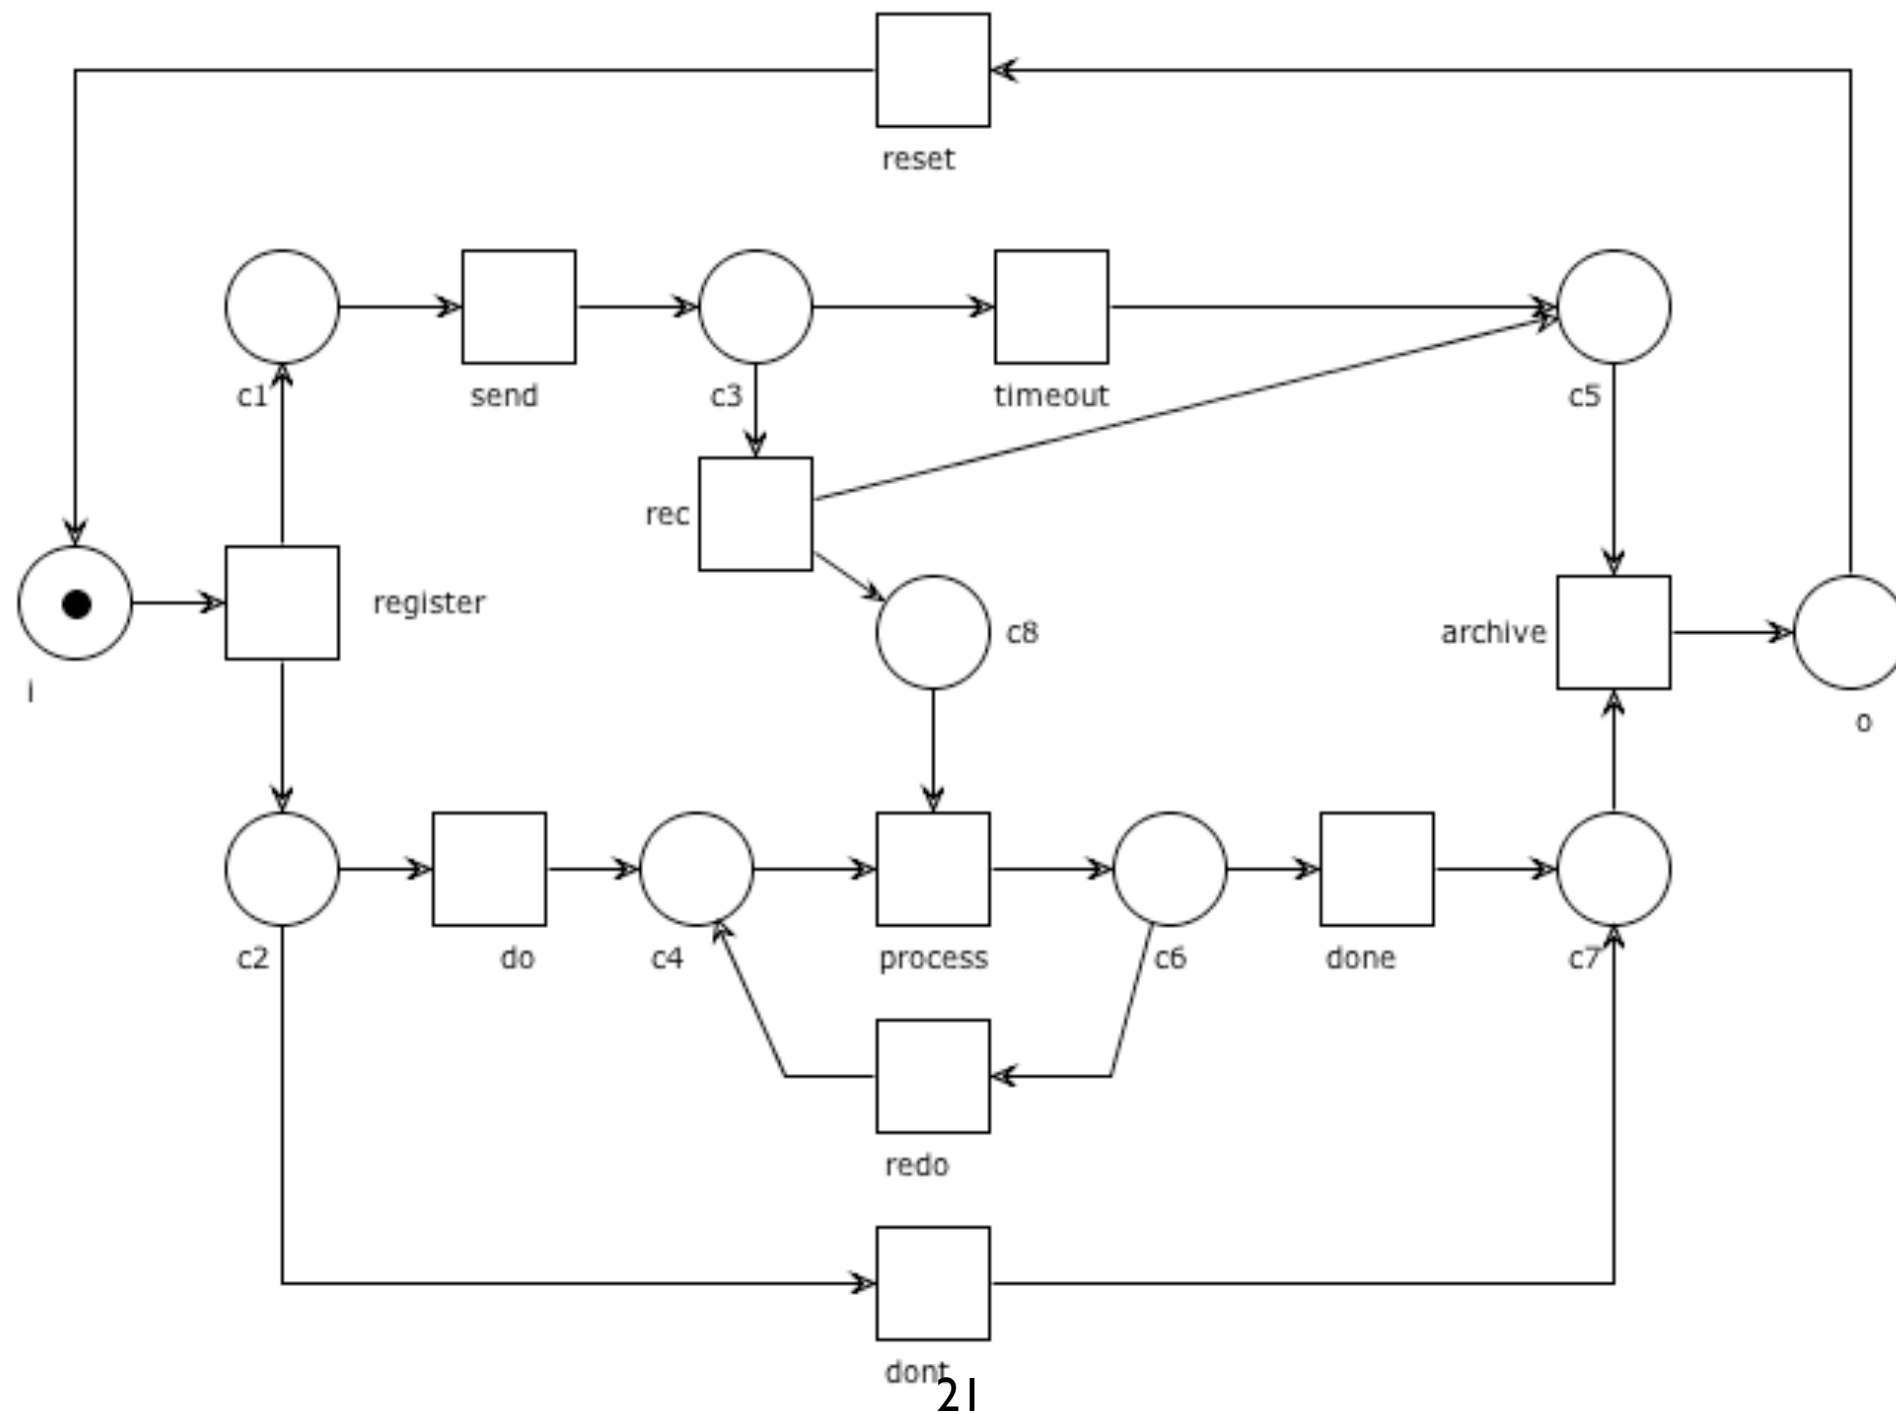 reset
c1
send
c3
timeout
c5
rec
register
c8
archive
i
o
c2
do
c4
process
c6
done
c7
redo
dont
21